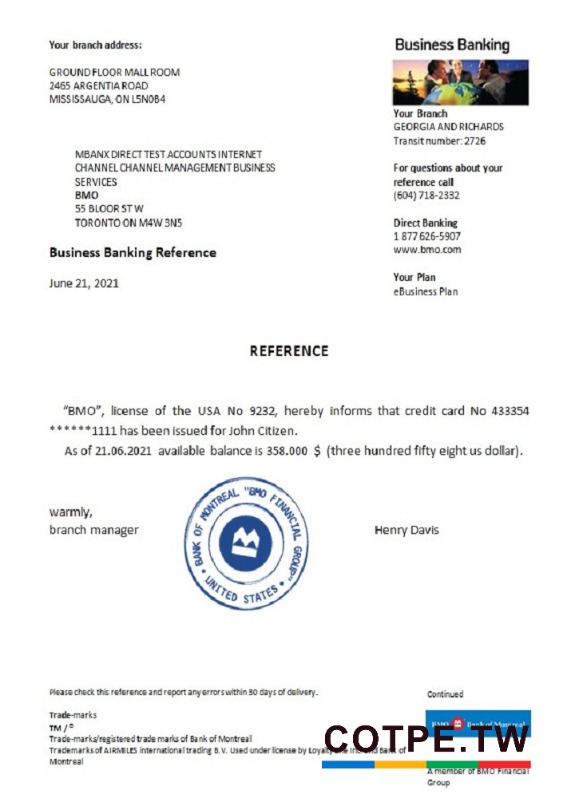 Your branch address:
Business Banking
GROUND FLOOR MALL ROOM
2465 ARGENTIA ROAD
MISSISSAUGA, ON L5N0B4
Your Branch
GEORGIA AND RICHARDS
Transit number: 2726
MBANX DIRECT TEST ACCOUNTS INTERNET
CHANNEL CHANNEL MANAGEMENT BUSINESS
SERVICES
BMO
55 BLOOR ST W
TORONTO ON M4W 3N5
For questions about your
reference call
(604) 718-2332
Direct Banking
1 877 626-5907
www.bmo.com
Your Plan
eBusiness Plan
Business Banking Reference
June 21, 2021
REFERENCE
"BMO", license of the USA No 9232, hereby informs that credit card No 433354
******1111 has been issued for John Citizen.
As of 21.06.2021 available balance is 358.000 $ (three hundred fifty eight us dollar).
warmly,
branch manager
BANK OF MONTREAL "BMO FINANCIAL GROUP"
* UNITED STATES *
Henry Davis
Please check this reference and report any errors within 30 days of delivery.
Continued
Trade-marks
TM / ®
Trade-marks/registered trade marks of Bank of Montreal
Trademarks of AIRMILES international trading B.V. Used under license by Loyalty Inc. and Bank of
Montreal
BMO Bank of Montreal
COTPE.TW
A member of BMO Financial
Group